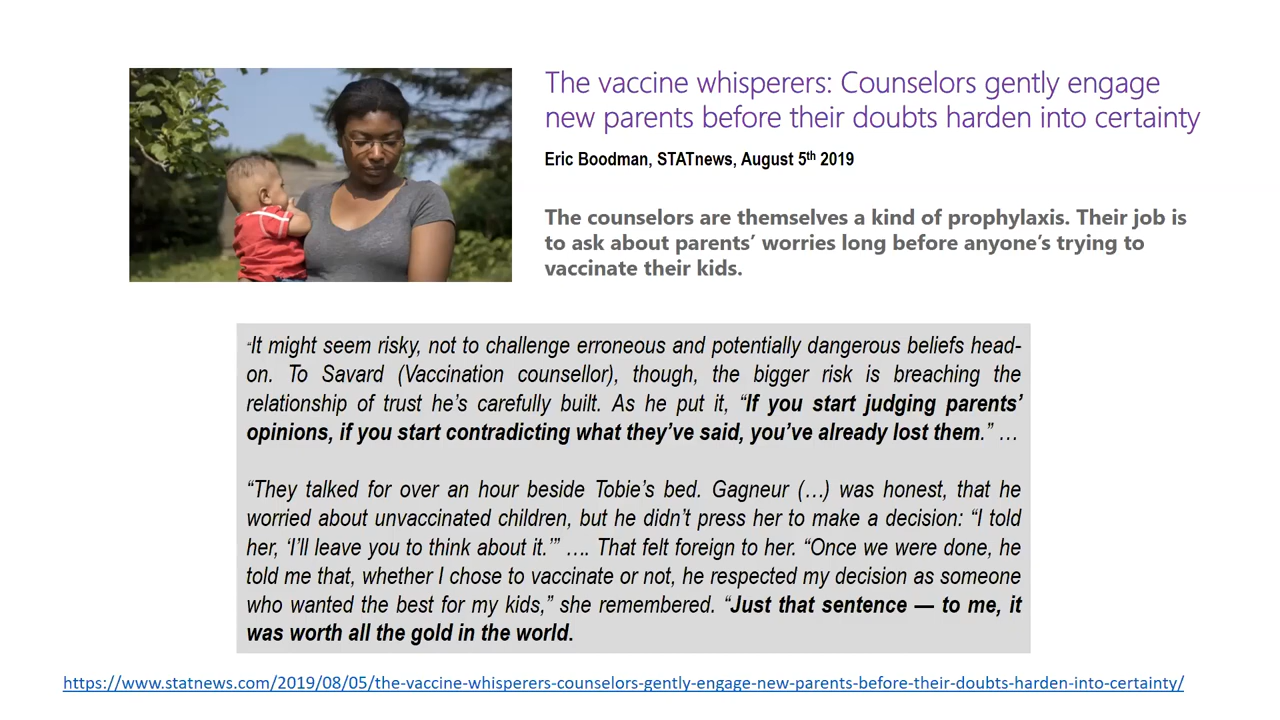 The vaccine whisperers: Counselors gently engage
new parents before their doubts harden into certainty
Eric Boodman, STATnews, August 5th 2019
The counselors are themselves a kind of prophylaxis. Their job is
to ask about parents’ worries long before anyone’s trying to
vaccinate their kids.
“It might seem risky, not to challenge erroneous and potentially dangerous beliefs head-
on. To Savard (Vaccination counsellor), though, the bigger risk is breaching the
relationship of trust he’s carefully built. As he put it, “If you start judging parents’
opinions, if you start contradicting what they’ve said, you’ve already lost them.” …
“They talked for over an hour beside Tobie’s bed. Gagneur (…) was honest, that he
worried about unvaccinated children, but he didn’t press her to make a decision: “I told
her, ‘I’ll leave you to think about it.’” …. That felt foreign to her. “Once we were done, he
told me that, whether I chose to vaccinate or not, he respected my decision as someone
who wanted the best for my kids,” she remembered. “Just that sentence — to me, it
was worth all the gold in the world.
https://www.statnews.com/2019/08/05/the-vaccine-whisperers-counselors-gently-engage-new-parents-before-their-doubts-harden-into-certainty/